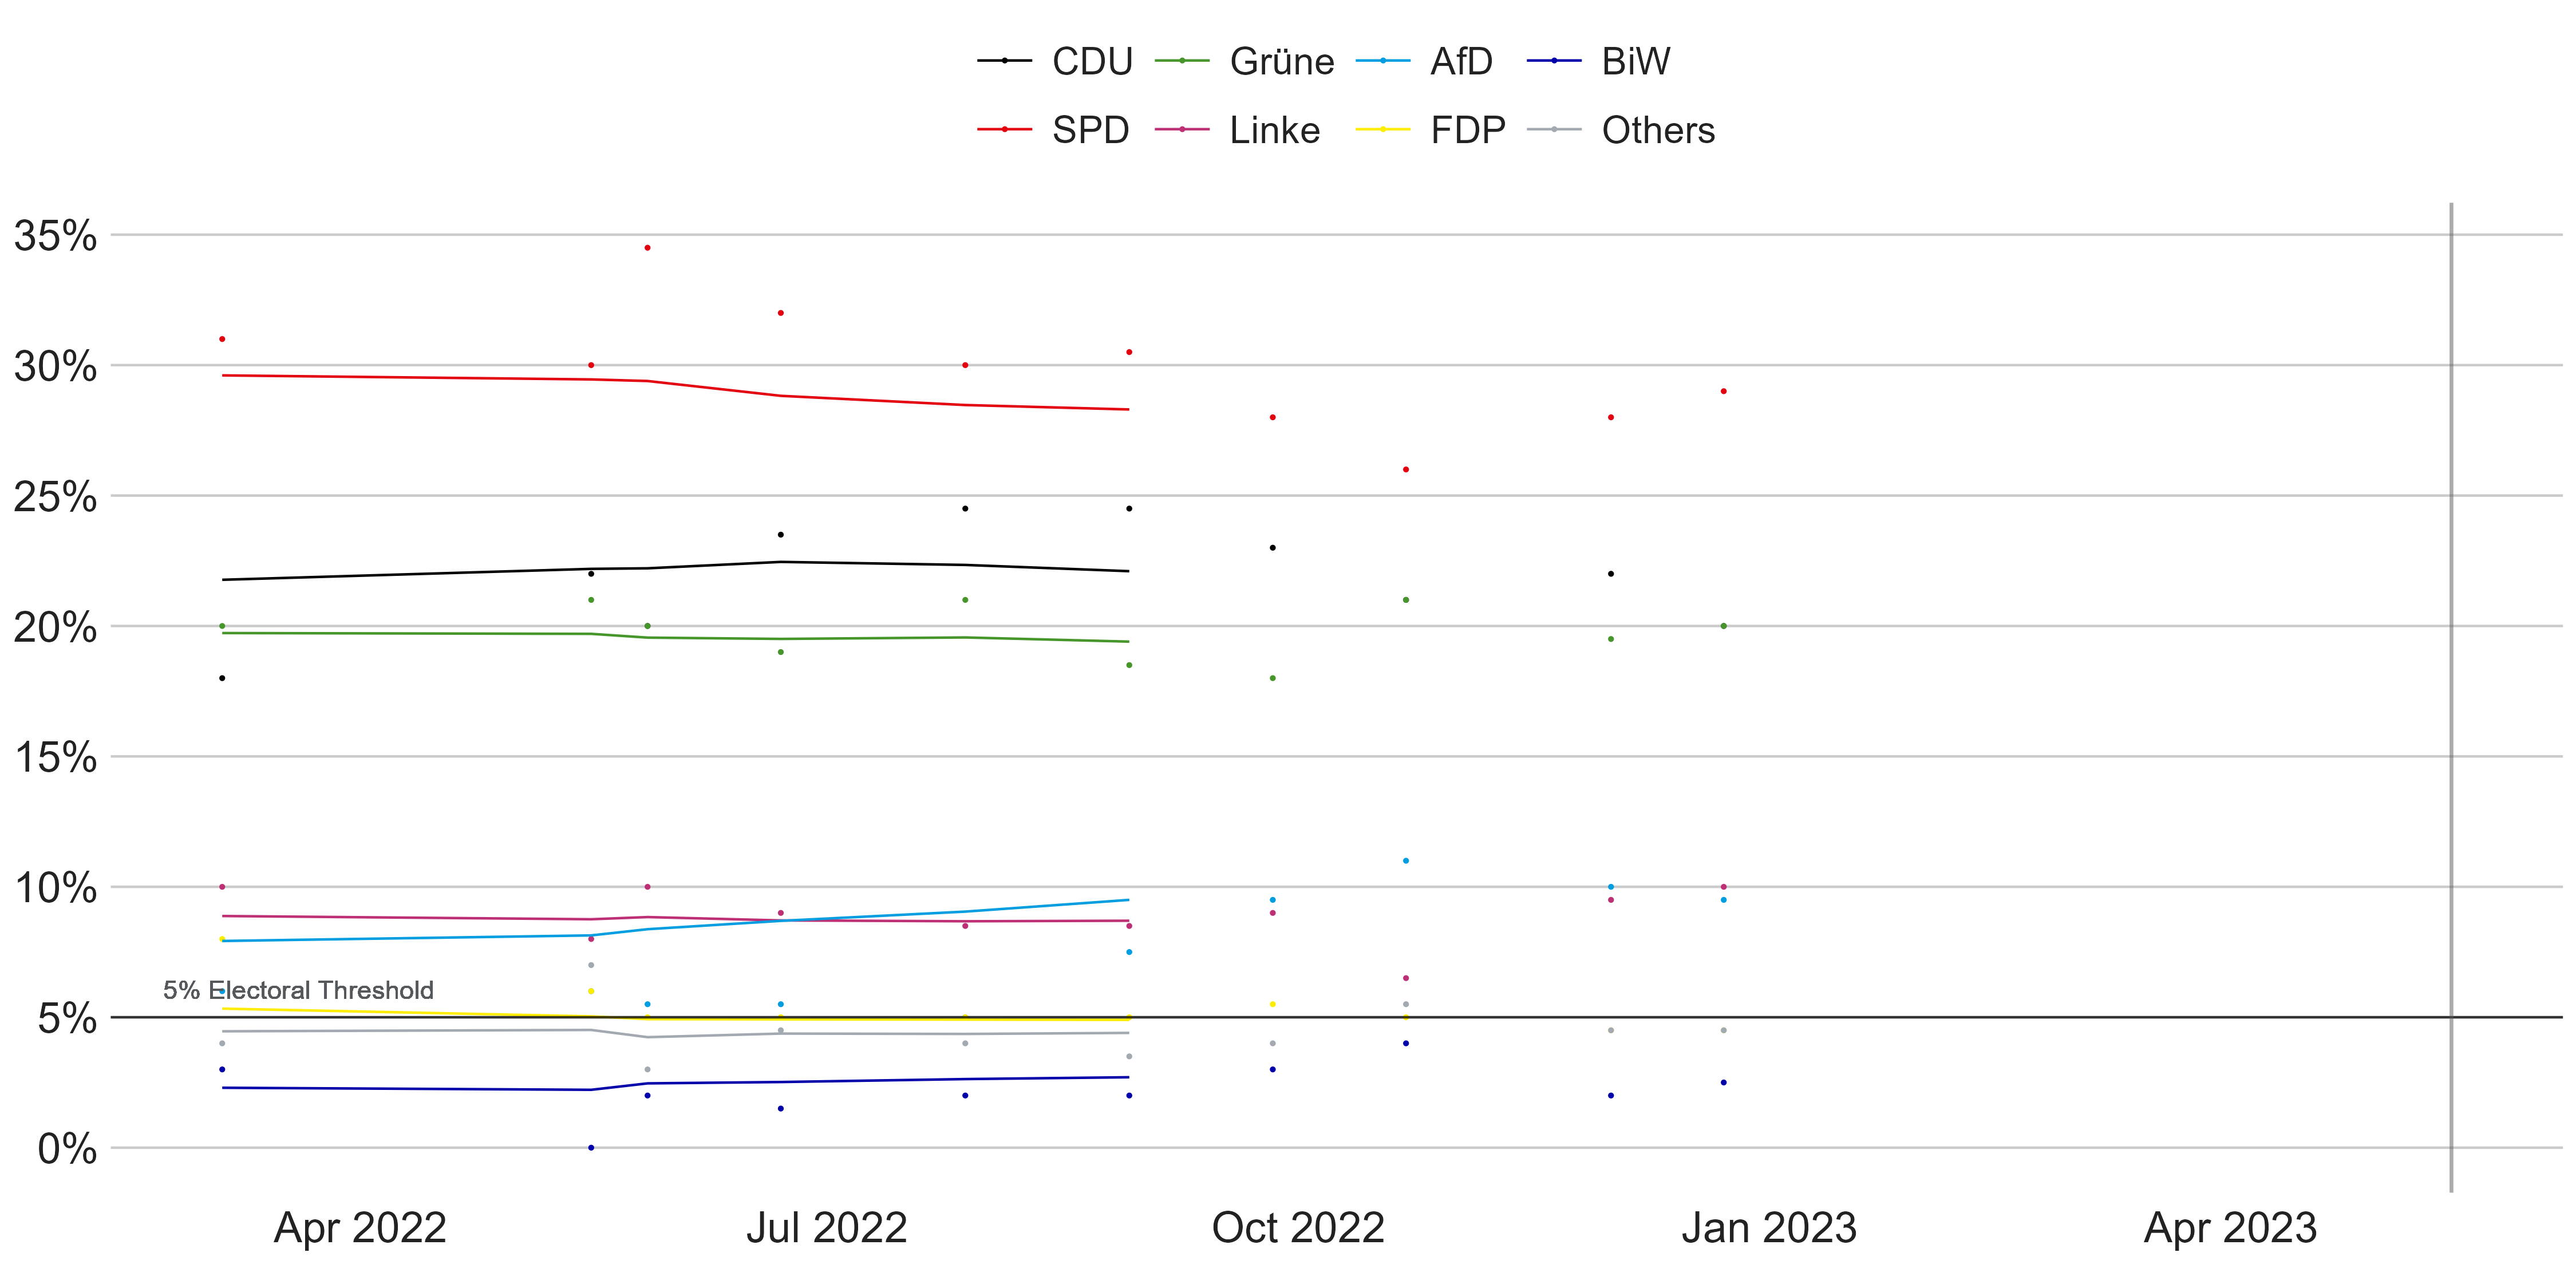 CDU Grüne AfD BiW
SPD Linke FDP Others
35%
30%
25%
20%
15%
10%
5% Electoral Threshold
5%
0%
Apr 2022 Jul 2022 Oct 2022 Jan 2023 Apr 2023